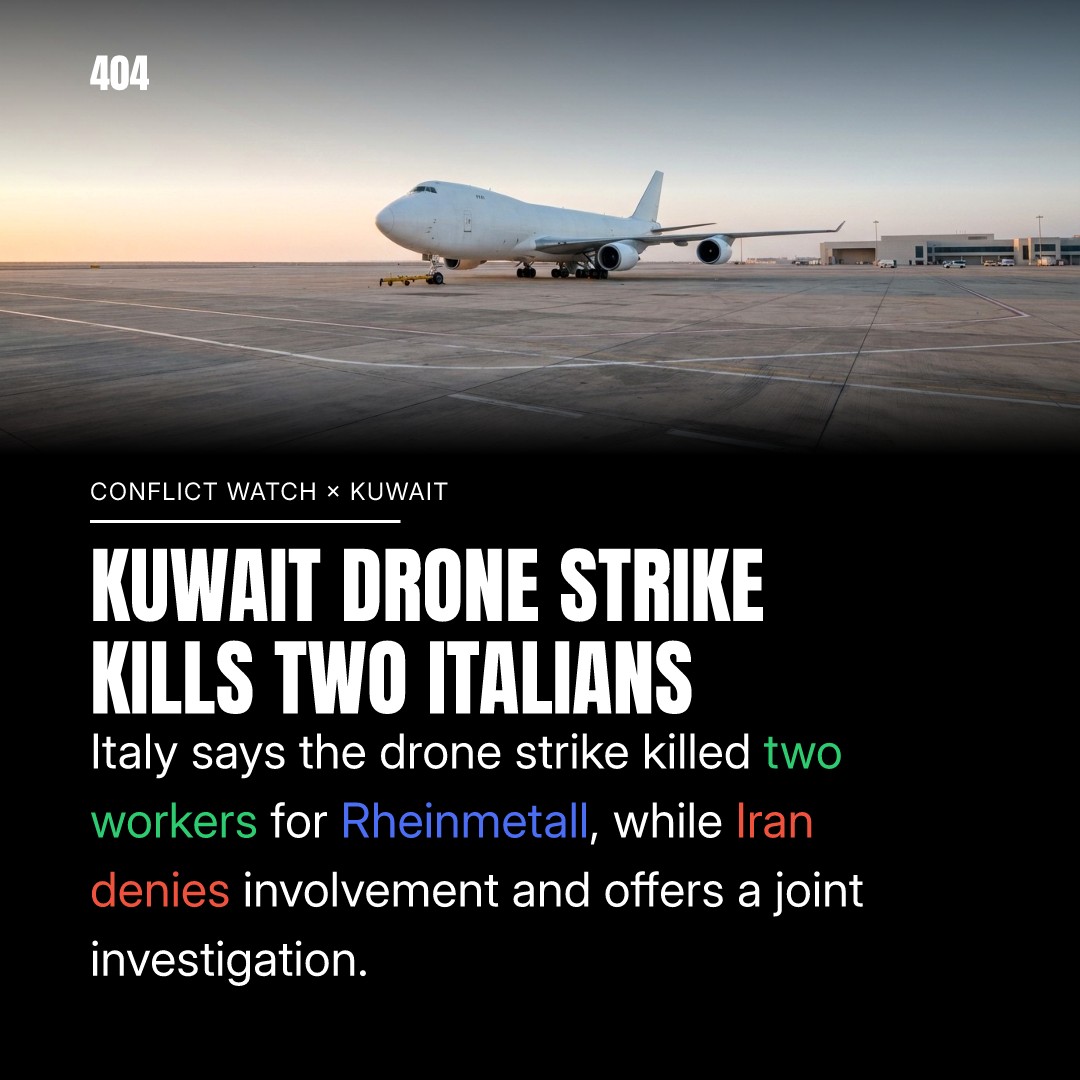 404
CONFLICT WATCH × KUWAIT
KUWAIT DRONE STRIKE
KILLS TWO ITALIANS
Italy says the drone strike killed two
workers for Rheinmetall, while Iran
denies involvement and offers a joint
investigation.